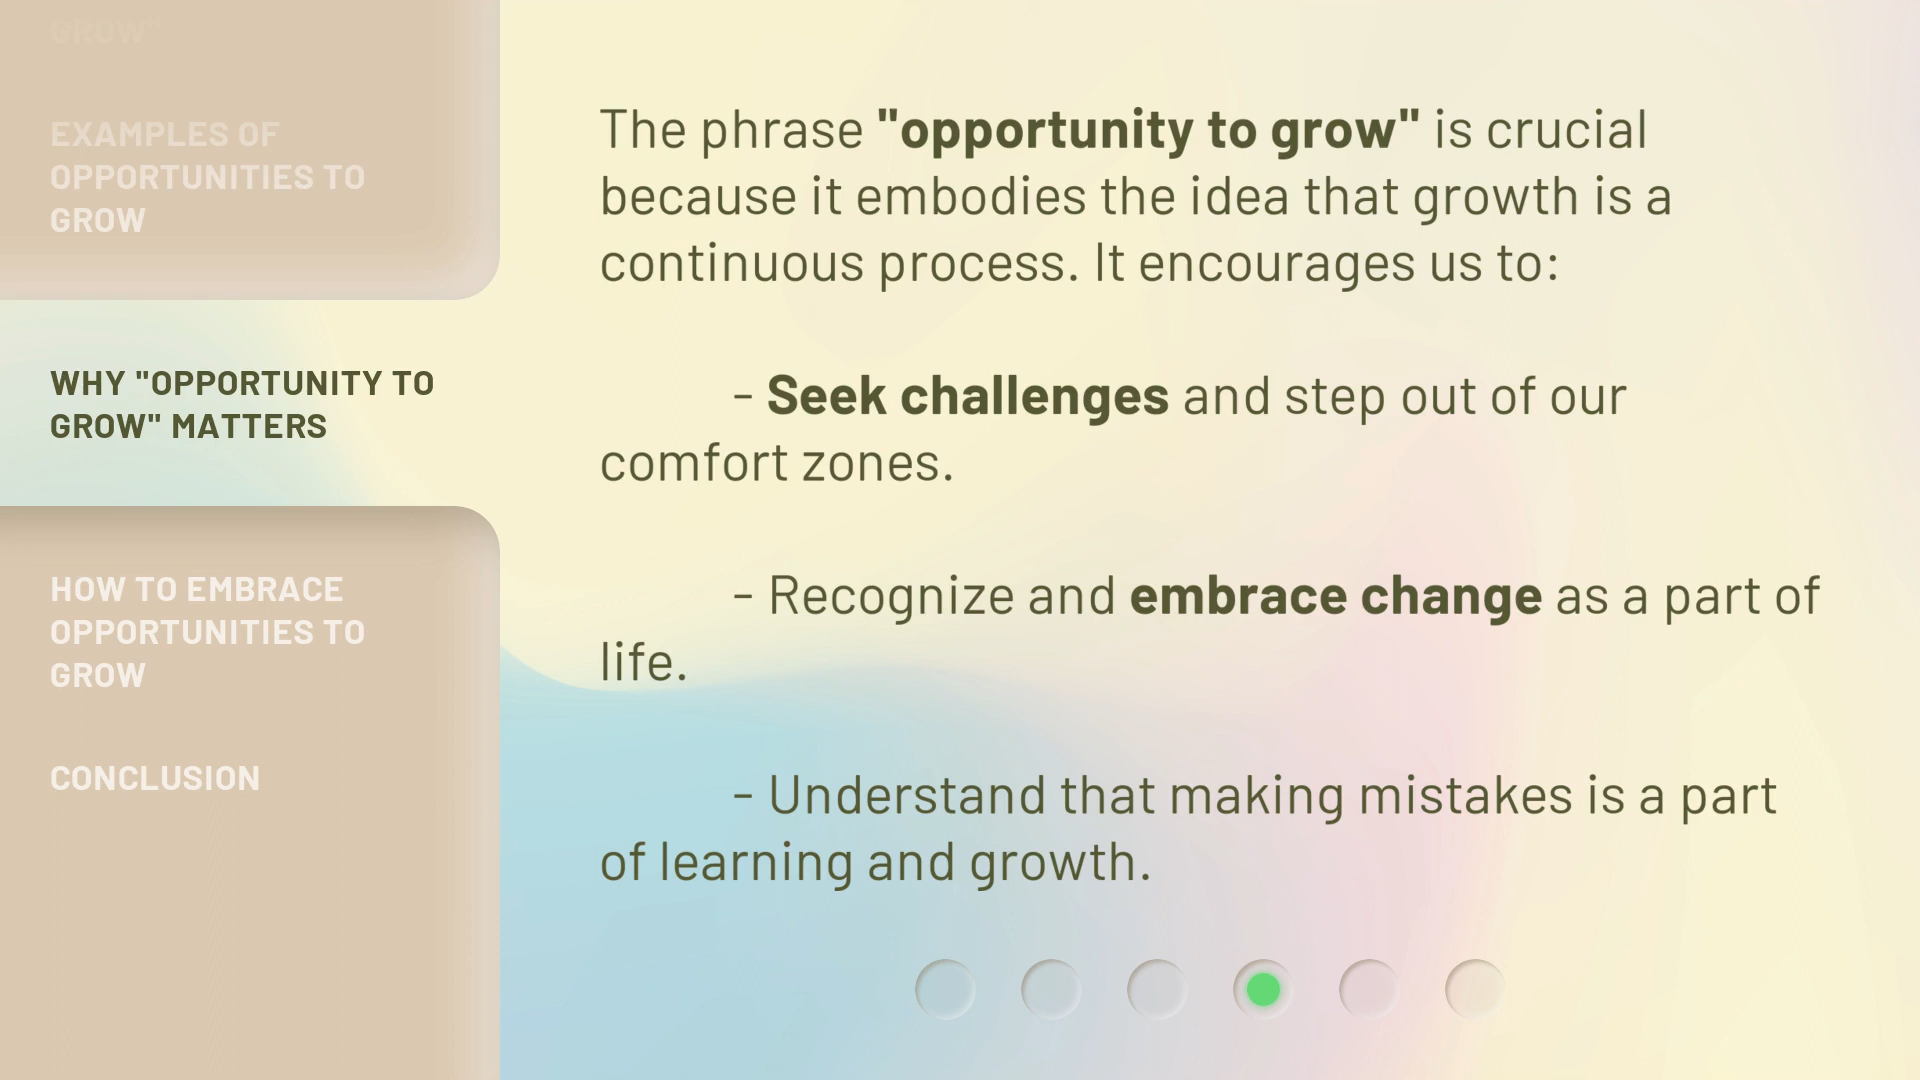 GROW"
EXAMPLES OF
OPPORTUNITIES TO
GROW
WHY "OPPORTUNITY TO
GROW" MATTERS
HOW TO EMBRACE
OPPORTUNITIES TO
GROW
CONCLUSION
The phrase "opportunity to grow" is crucial
because it embodies the idea that growth is a
continuous process. It encourages us to:
- Seek challenges and step out of our
comfort zones.
- Recognize and embrace change as a part of
life.
- Understand that making mistakes is a part
of learning and growth.